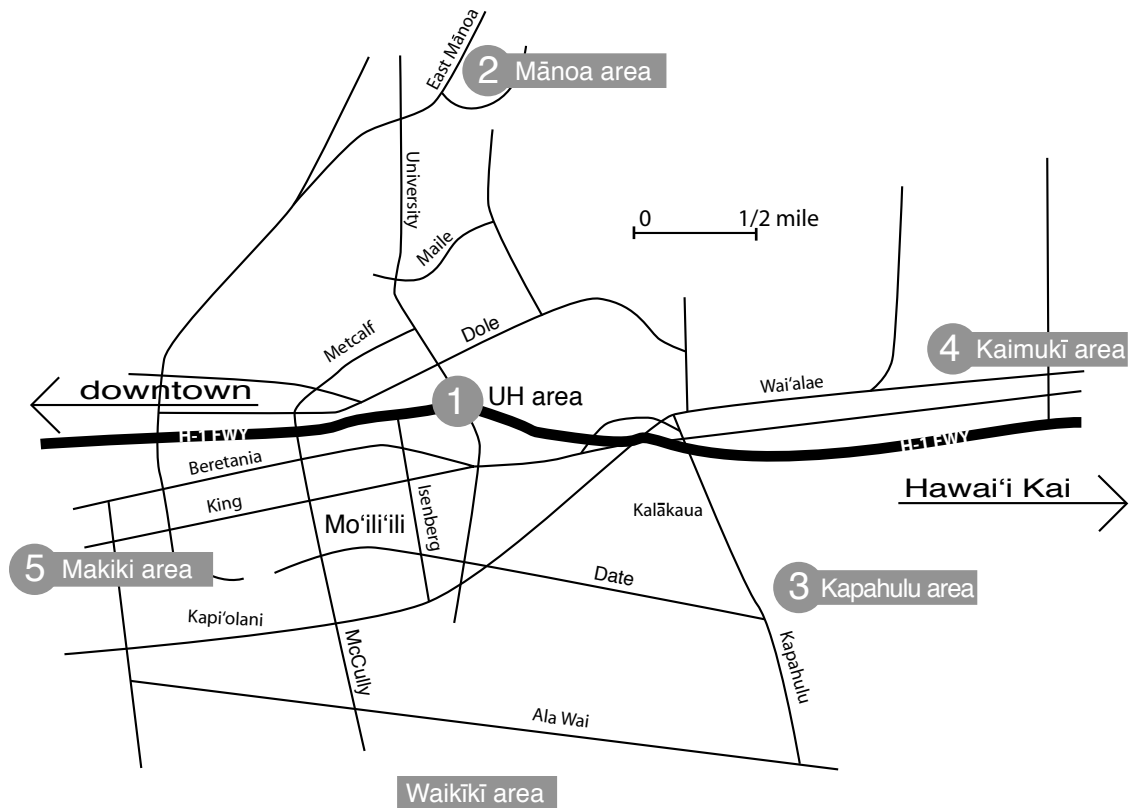 East Mānoa
2 Mānoa area
University
0 1/2 mile
Maile
Metcalf
Dole
4 Kaimukī area
downtown
1 UH area
Wai‘alae
H-1 FWY
H-1 FWY
Beretania
Hawai‘i Kai
King
Isenberg
Kalākaua
Mo‘ili‘ili
5 Makiki area
Date
3 Kapahulu area
Kapi‘olani
McCully
Kapahulu
Ala Wai
Waikīkī area